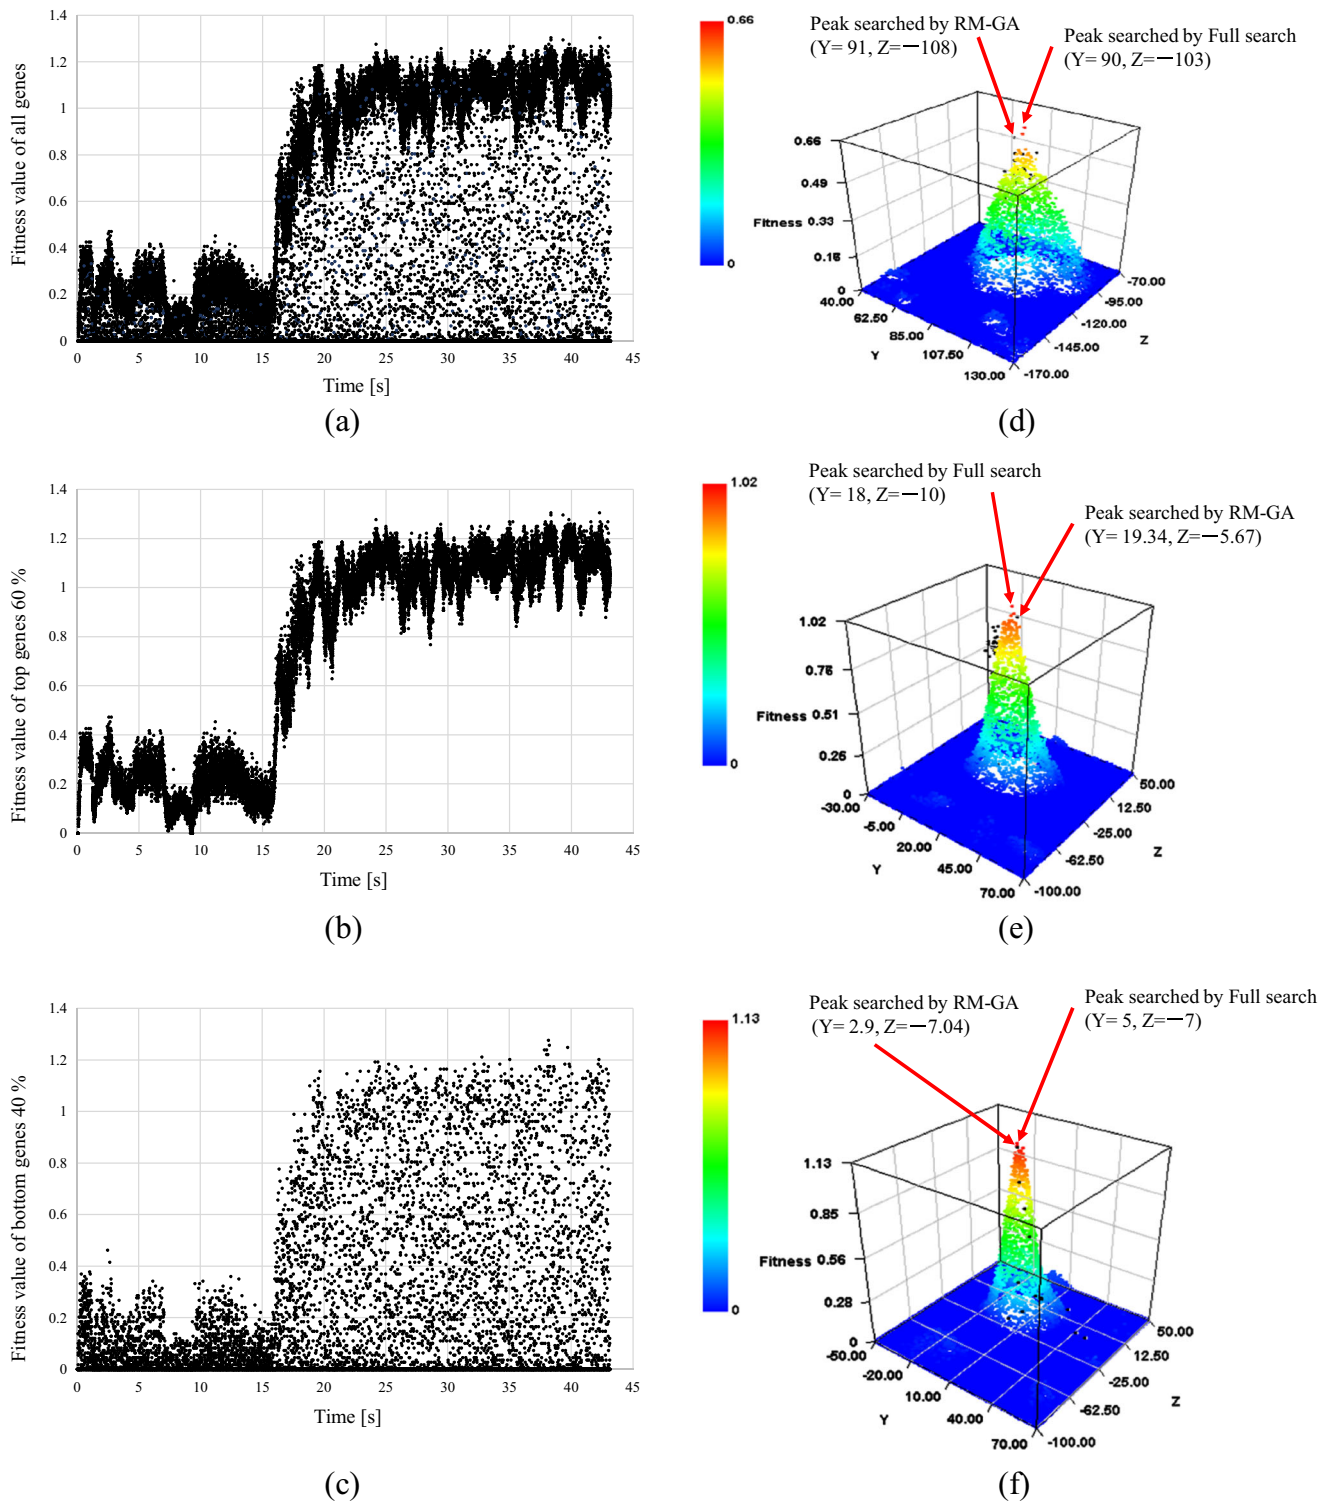 1.4
1.2
1
0.8
0.6
0.4
0.2
0
Fitness value of all genes
0 5 10 15 20 25 30 35 40 45
Time [s]
(a)
0.66
0
Peak searched by RM-GA
(Y= 91, Z=－108)
Peak searched by Full search
(Y= 90, Z=－103)
0.66
0.49
0.33
0.16
0
Fitness
40.00
62.50
85.00
107.50
130.00
Y
-70.00
-95.00
-120.00
-145.00
-170.00
Z
(d)
1.4
1.2
1
0.8
0.6
0.4
0.2
0
Fitness value of top genes 60 %
0 5 10 15 20 25 30 35 40 45
Time [s]
(b)
1.02
0
Peak searched by Full search
(Y= 18, Z=－10)
Peak searched by RM-GA
(Y= 19.34, Z=－5.67)
1.02
0.76
0.51
0.25
0
Fitness
-30.00
-5.00
20.00
45.00
70.00
Y
50.00
12.50
-25.00
-62.50
-100.00
Z
(e)
1.4
1.2
1
0.8
0.6
0.4
0.2
0
Fitness value of bottom genes 40 %
0 5 10 15 20 25 30 35 40 45
Time [s]
(c)
1.13
0
Peak searched by RM-GA
(Y= 2.9, Z=－7.04)
Peak searched by Full search
(Y= 5, Z=－7)
1.13
0.85
0.56
0.28
0
Fitness
-50.00
-20.00
10.00
40.00
70.00
Y
50.00
12.50
-25.00
-62.50
-100.00
Z
(f)